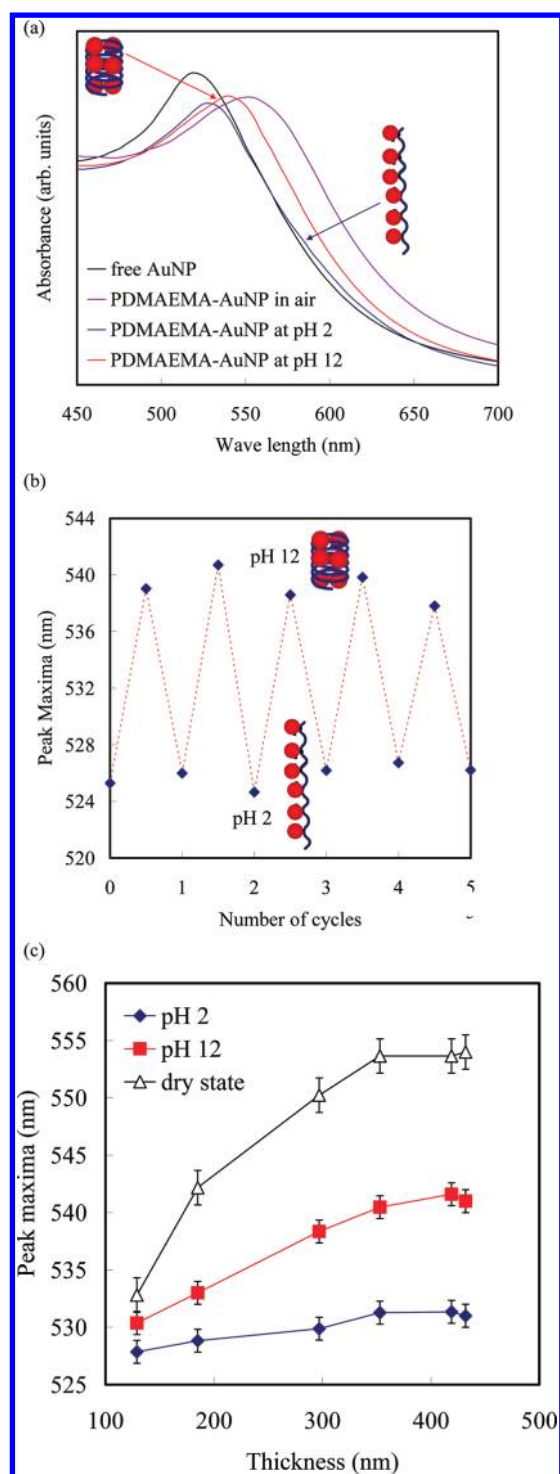 (a)
Absorbance (arb. units)
free AuNP
PDMAEMA-AuNP in air
PDMAEMA-AuNP at pH 2
PDMAEMA-AuNP at pH 12
450 500 550 600 650 700
Wave length (nm)
(b)
Peak Maxima (nm)
544
540
536
532
528
524
520
pH 12
pH 2
0 1 2 3 4 5
Number of cycles
(c)
Peak maxima (nm)
560
555
550
545
540
535
530
525
pH 2
pH 12
dry state
100 200 300 400 500
Thickness (nm)